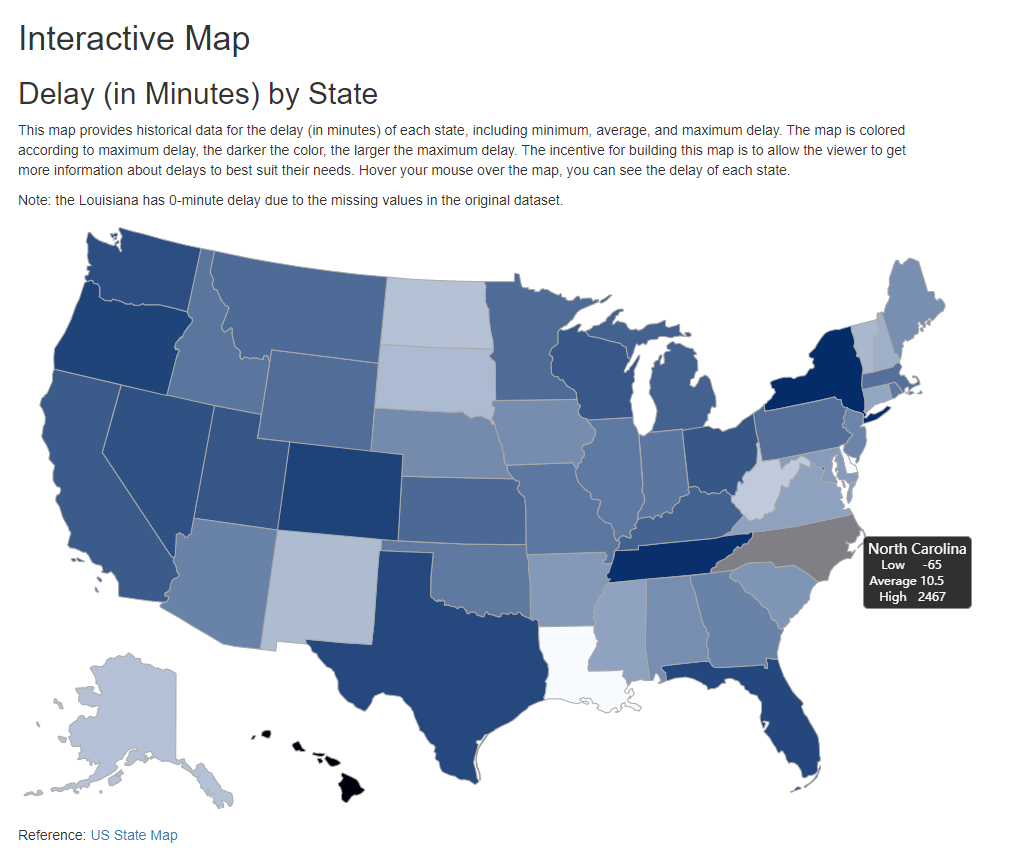 Interactive Map
Delay (in Minutes) by State
This map provides historical data for the delay (in minutes) of each state, including minimum, average, and maximum delay. The map is colored
according to maximum delay, the darker the color, the larger the maximum delay. The incentive for building this map is to allow the viewer to get
more information about delays to best suit their needs. Hover your mouse over the map, you can see the delay of each state.
Note: the Louisiana has 0-minute delay due to the missing values in the original dataset.
North Carolina
Low -65
Average 10.5
High 2467
Reference: US State Map